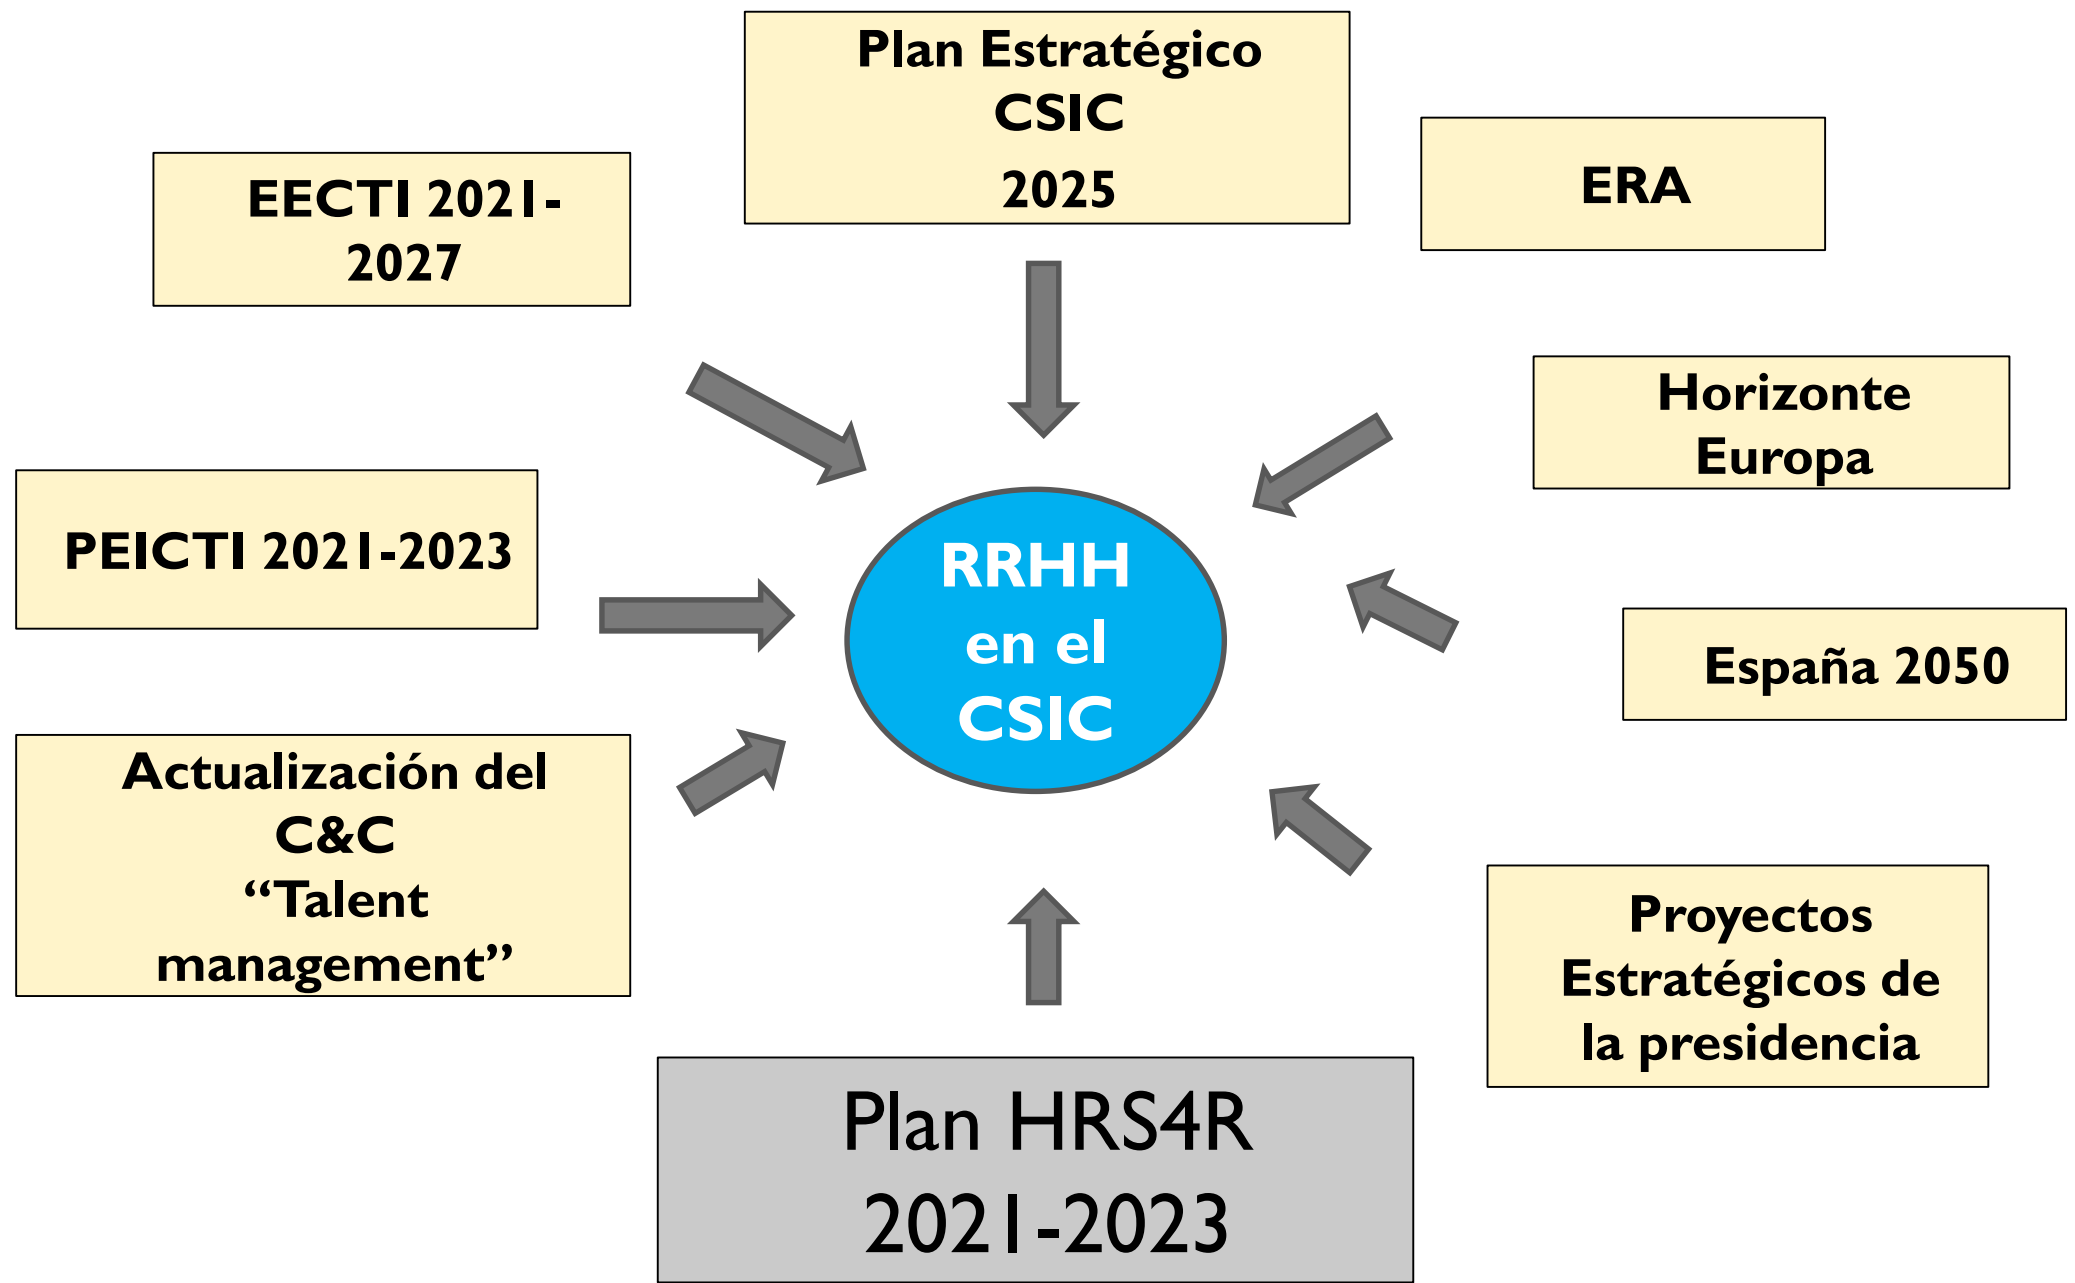 Plan Estratégico
CSIC
2025
ERA
EECTI 2021-
2027
Horizonte
Europa
PEICTI 2021-2023
RRHH
en el
CSIC
España 2050
Actualización del
C&C
“Talent
management”
Proyectos
Estratégicos de
la presidencia
Plan HRS4R
2021-2023